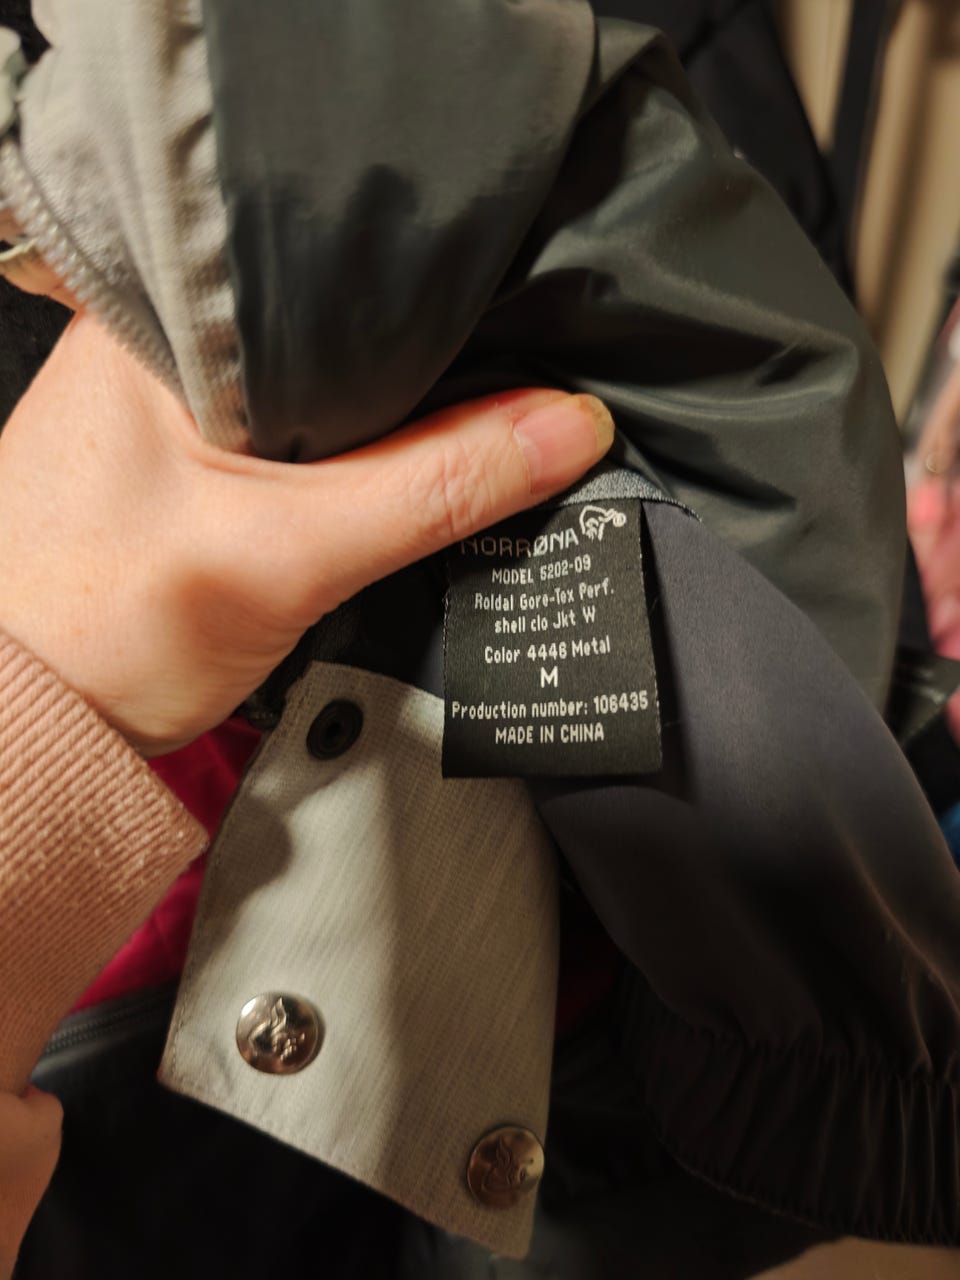 NORRØNA
MODEL 5202-09
Roldal Gore-Tex Perf.
shell clo Jkt W
Color 4446 Metal
M
Production number: 106435
MADE IN CHINA